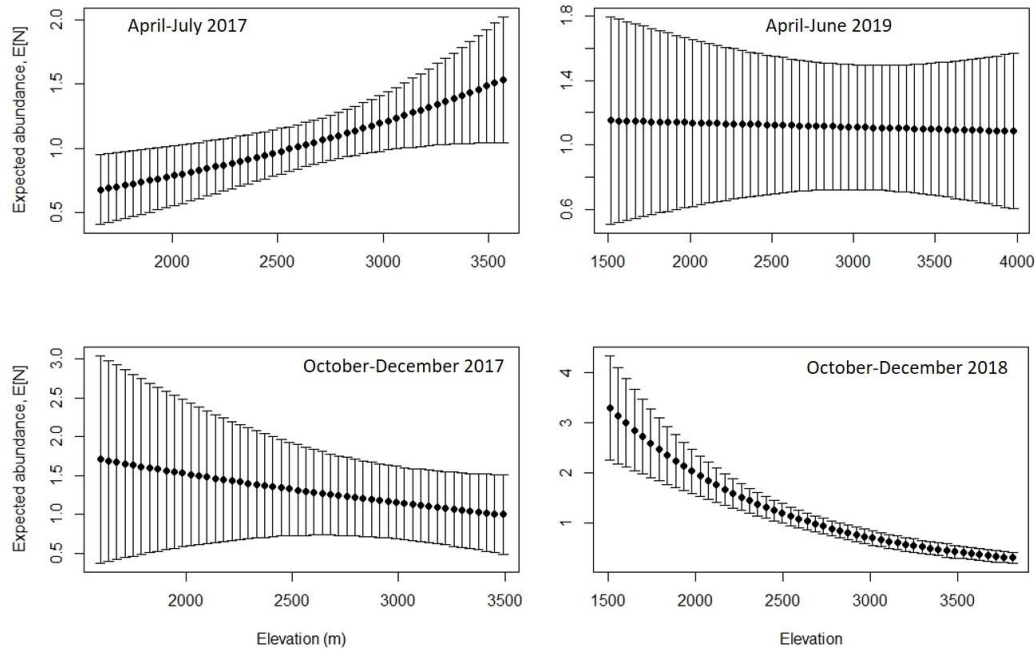 April-July 2017
Expected abundance, E[N]
2.0
1.5
1.0
0.5
2000 2500 3000 3500
April-June 2019
1.8
1.4
1.0
0.6
1500 2000 2500 3000 3500 4000
October-December 2017
Expected abundance, E[N]
3.0
2.5
2.0
1.5
1.0
0.5
2000 2500 3000 3500
Elevation (m)
October-December 2018
4
3
2
1
1500 2000 2500 3000 3500
Elevation